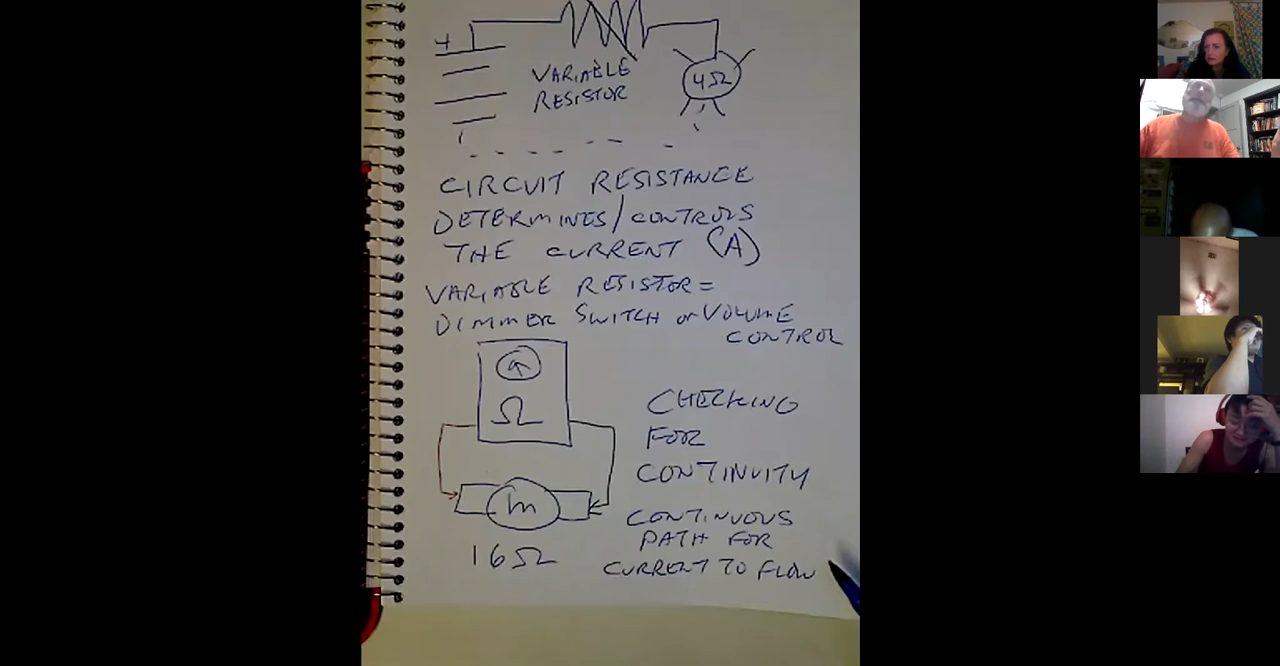 +
VARIABLE
RESISTOR
4Ω
CIRCUIT RESISTANCE
DETERMINES/CONTROLS
THE CURRENT (A)
VARIABLE RESISTOR =
DIMMER SWITCH or VOLUME
CONTROL
Ω
CHECKING
FOR
CONTINUITY
m
16Ω
CONTINUOUS
PATH FOR
CURRENT TO FLOW